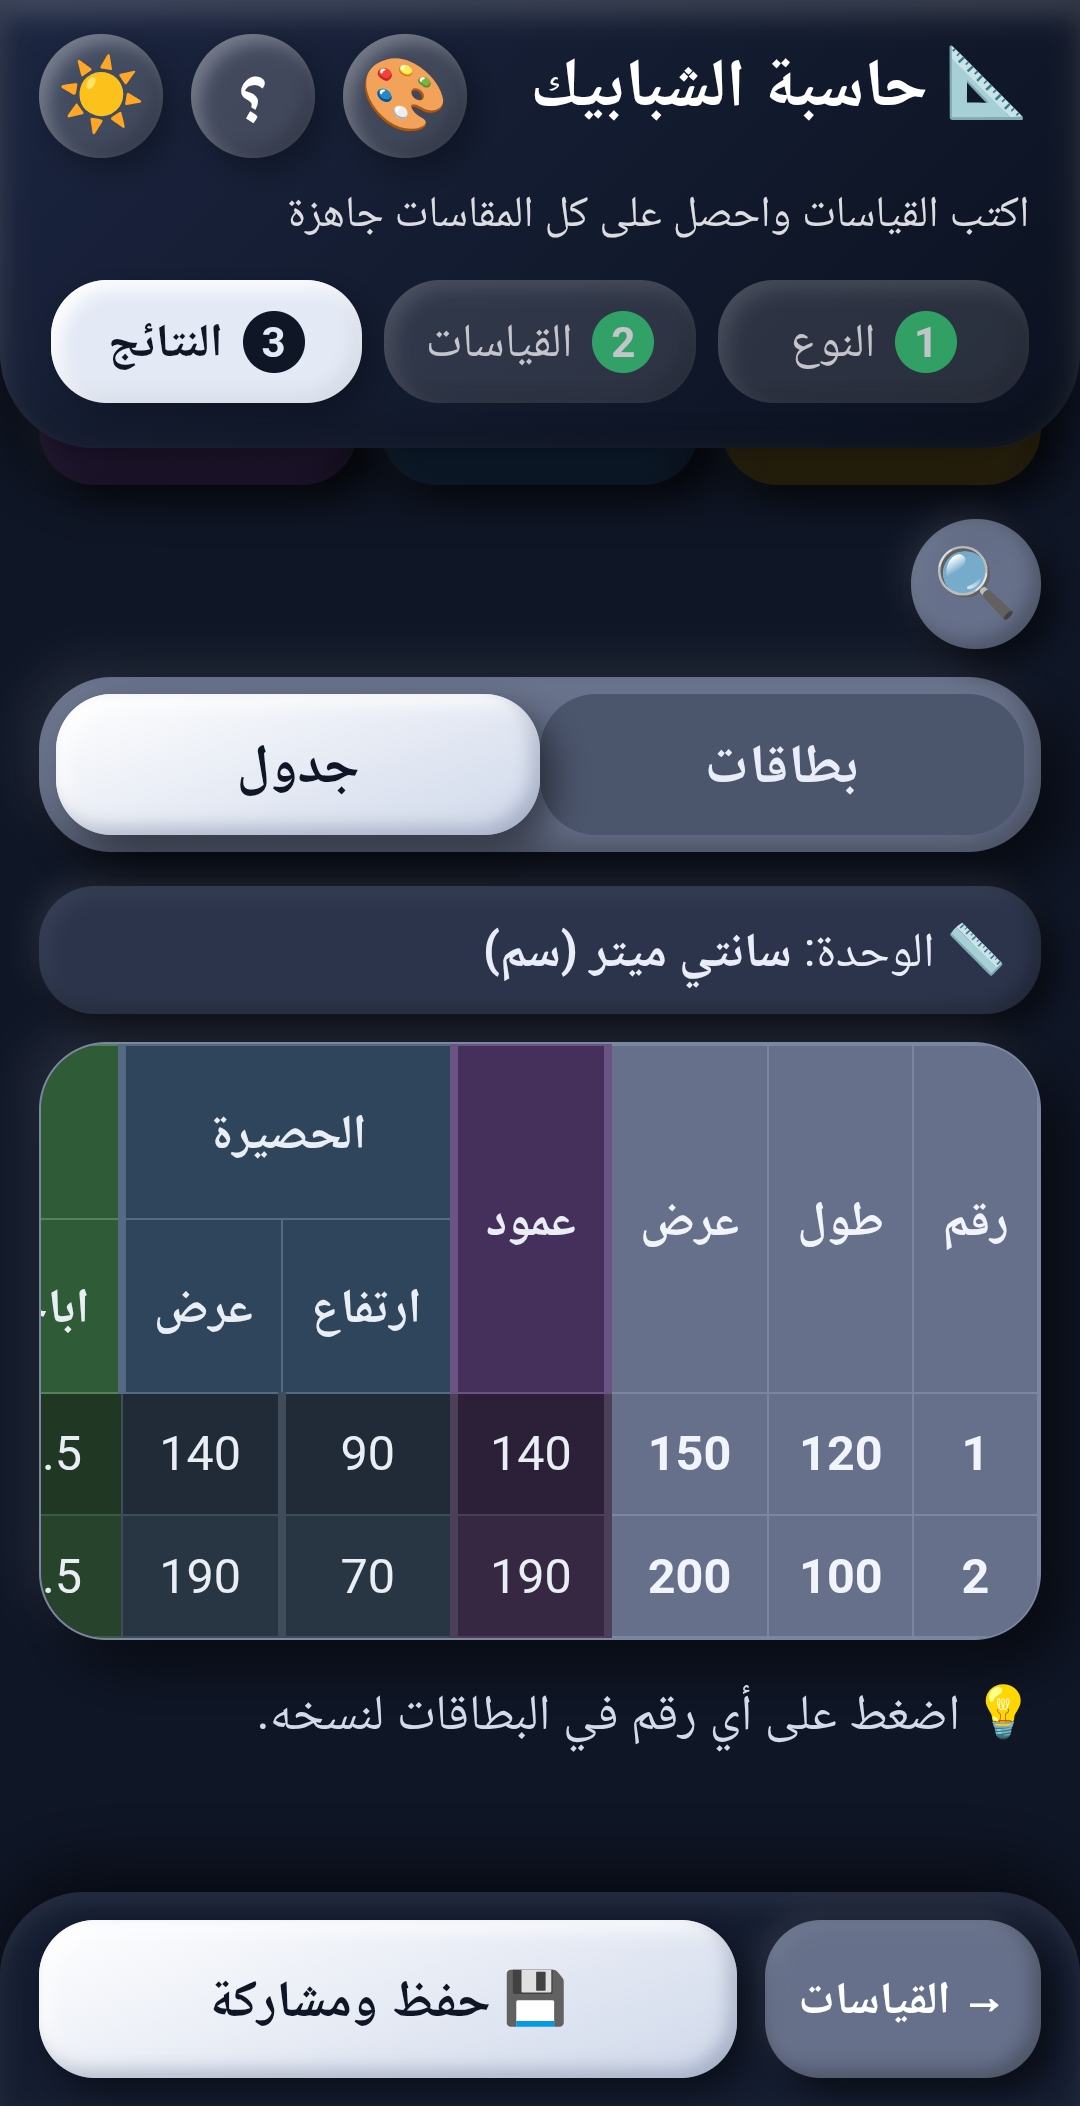 حاسبة الشبابيك
؟
اكتب القياسات واحصل على كل المقاسات جاهزة
1 النوع
2 القياسات
3 النتائج
بطاقات
جدول
الوحدة: سانتي ميتر (سم)
رقم طول عرض عمود الحصيرة
ارتفاع عرض
1 120 150 140 90 140 .5
2 100 200 190 70 190 .5
اضغط على أي رقم في البطاقات لنسخه.
→ القياسات
حفظ ومشاركة